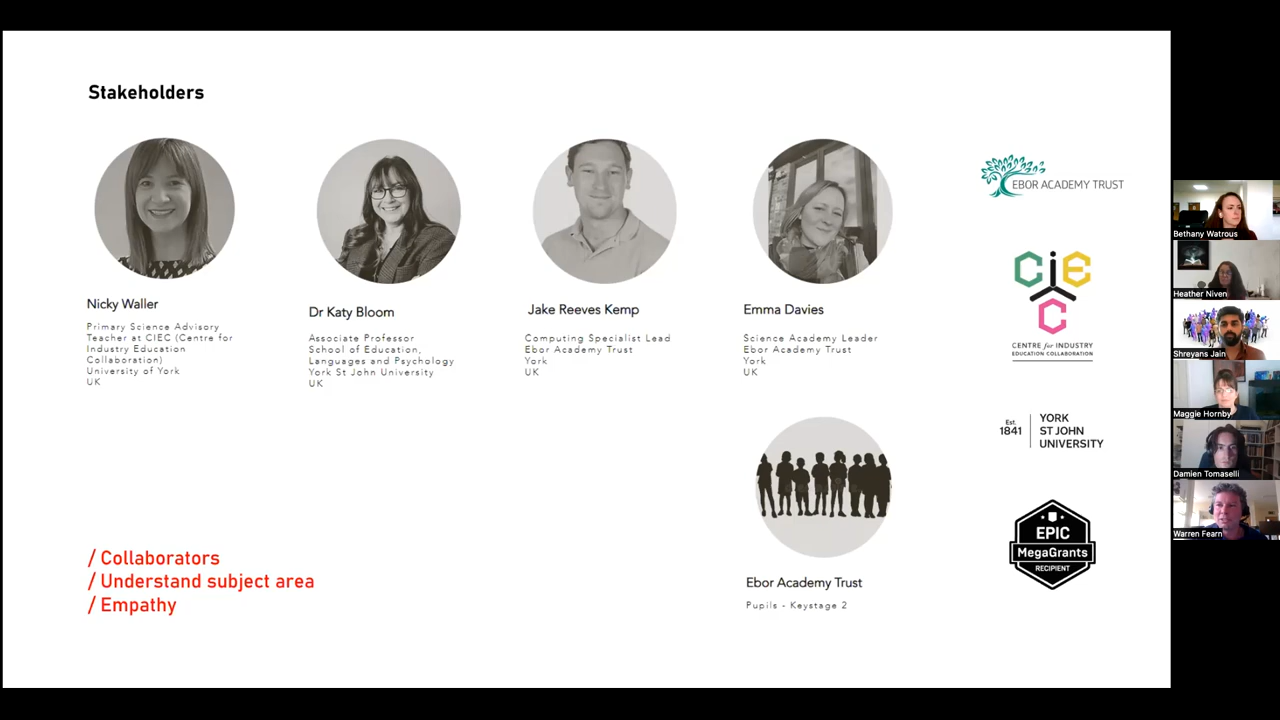 Stakeholders
Nicky Waller
Primary Science Advisory
Teacher at CIEC (Centre for
Industry Education
Collaboration)
University of York
UK
Dr Katy Bloom
Associate Professor
School of Education,
Languages and Psychology
York St John University
UK
Jake Reeves Kemp
Computing Specialist Lead
Ebor Academy Trust
York
UK
Emma Davies
Science Academy Leader
Ebor Academy Trust
York
UK
Ebor Academy Trust
Pupils - Keystage 2
/ Collaborators
/ Understand subject area
/ Empathy
EBOR ACADEMY TRUST
CiEC
CENTRE for INDUSTRY
EDUCATION COLLABORATION
Est.
1841
YORK
ST JOHN
UNIVERSITY
EPIC
MegaGrants
RECIPIENT
Bethany Watrous
Heather Niven
Shreyans Jain
Maggie Hornby
Damien Tomaselli
Warren Fearn